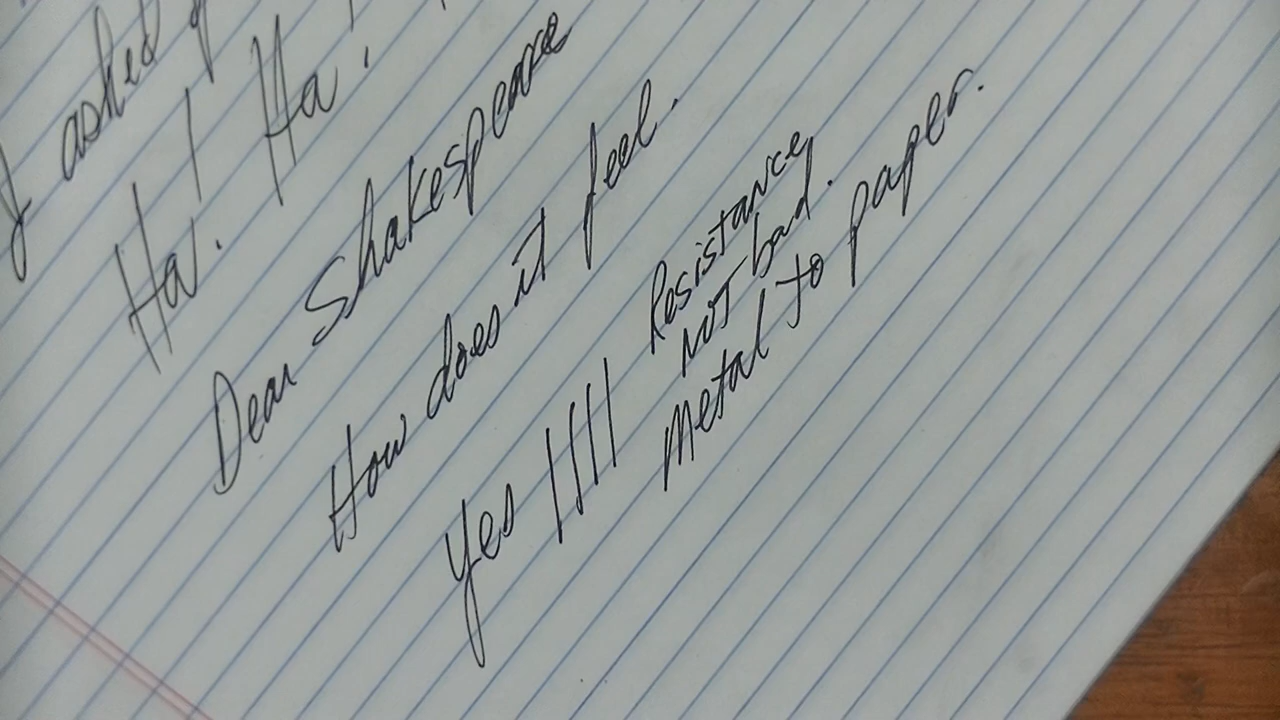 I asked
Ha! Ha!
Dear Shakespeare
How does it feel.
Yes !!!! Resistance
NOT bad.
Metal to paper.